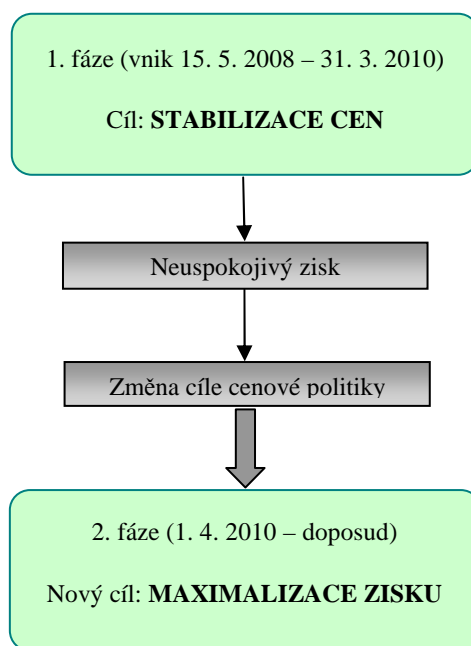 1. fáze (vnik 15. 5. 2008 – 31. 3. 2010)
Cíl: STABILIZACE CEN
Neuspokojivý zisk
Změna cíle cenové politiky
2. fáze (1. 4. 2010 – doposud)
Nový cíl: MAXIMALIZACE ZISKU